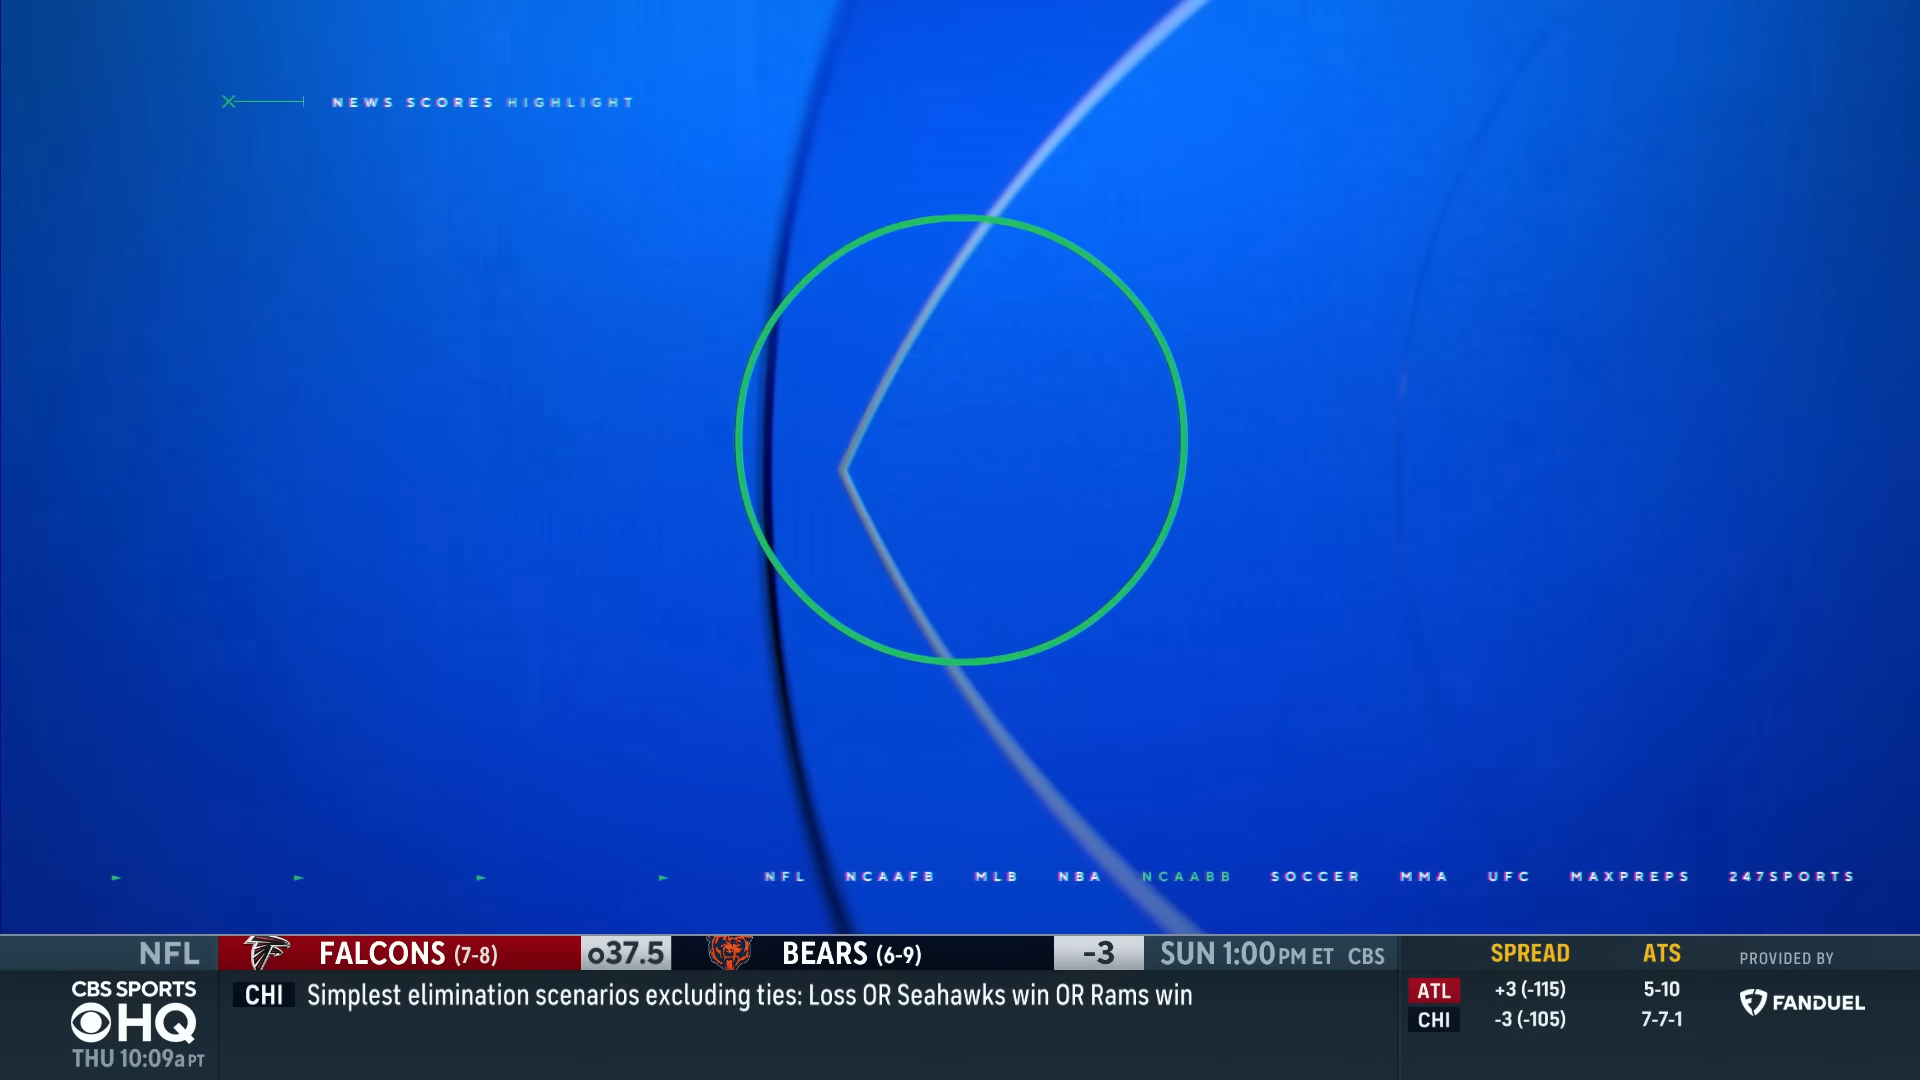 NEWS SCORES HIGHLIGHT
NFL NCAAFB MLB NBA NCAABB SOCCER MMA UFC MAXPREPS 247SPORTS
NFL FALCONS (7-8) o37.5 BEARS (6-9) -3 SUN 1:00PM ET CBS
CBS SPORTS
HQ
THU 10:09a PT
CHI Simplest elimination scenarios excluding ties: Loss OR Seahawks win OR Rams win
SPREAD ATS
ATL +3 (-115) 5-10
CHI -3 (-105) 7-7-1
PROVIDED BY
FANDUEL